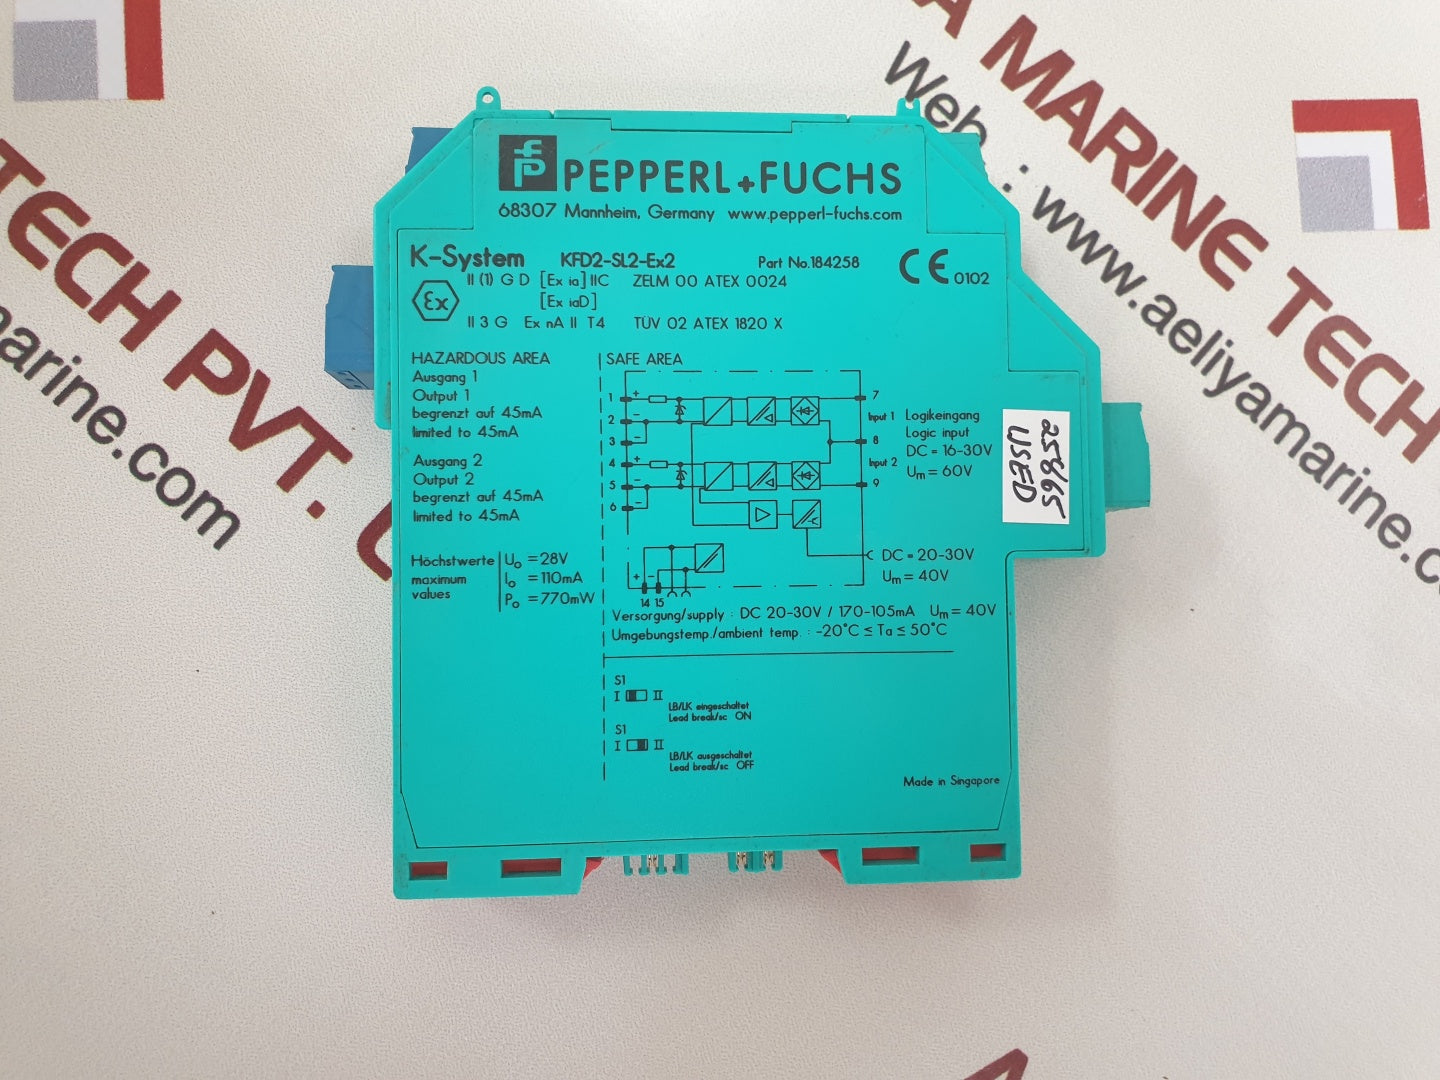 PEPPERL+FUCHS
68307 Mannheim, Germany www.pepperl-fuchs.com
K-System KFD2-SL2-Ex2 Part No.184258
CE 0102
Ex II (1) G D [Ex ia] IIC ZELM 00 ATEX 0024
[Ex iaD]
II 3 G Ex nA II T4 TÜV 02 ATEX 1820 X
HAZARDOUS AREA
Ausgang 1
Output 1
begrenzt auf 45mA
limited to 45mA
Ausgang 2
Output 2
begrenzt auf 45mA
limited to 45mA
Höchstwerte
maximum
values
Uo = 28V
Io = 110mA
Po = 770mW
SAFE AREA
1 +
2 −
3 −
4 +
5 −
6 −
7
Input 1
8
Input 2
9
Logikeingang
Logic input
DC = 16-30V
Um = 60V
DC = 20-30V
Um = 40V
+ −
14 15
Versorgung/supply : DC 20-30V / 170-105mA Um = 40V
Umgebungstemp./ambient temp. : -20°C ≤ Ta ≤ 50°C
S1
I II
LB/LK eingeschaltet
Lead break/sc ON
S1
I II
LB/LK ausgeschaltet
Lead break/sc OFF
Made in Singapore
25865
USED
A MARINE TECH
Web : www.aeliyamarine.co
TECH PVT. L
marine.com